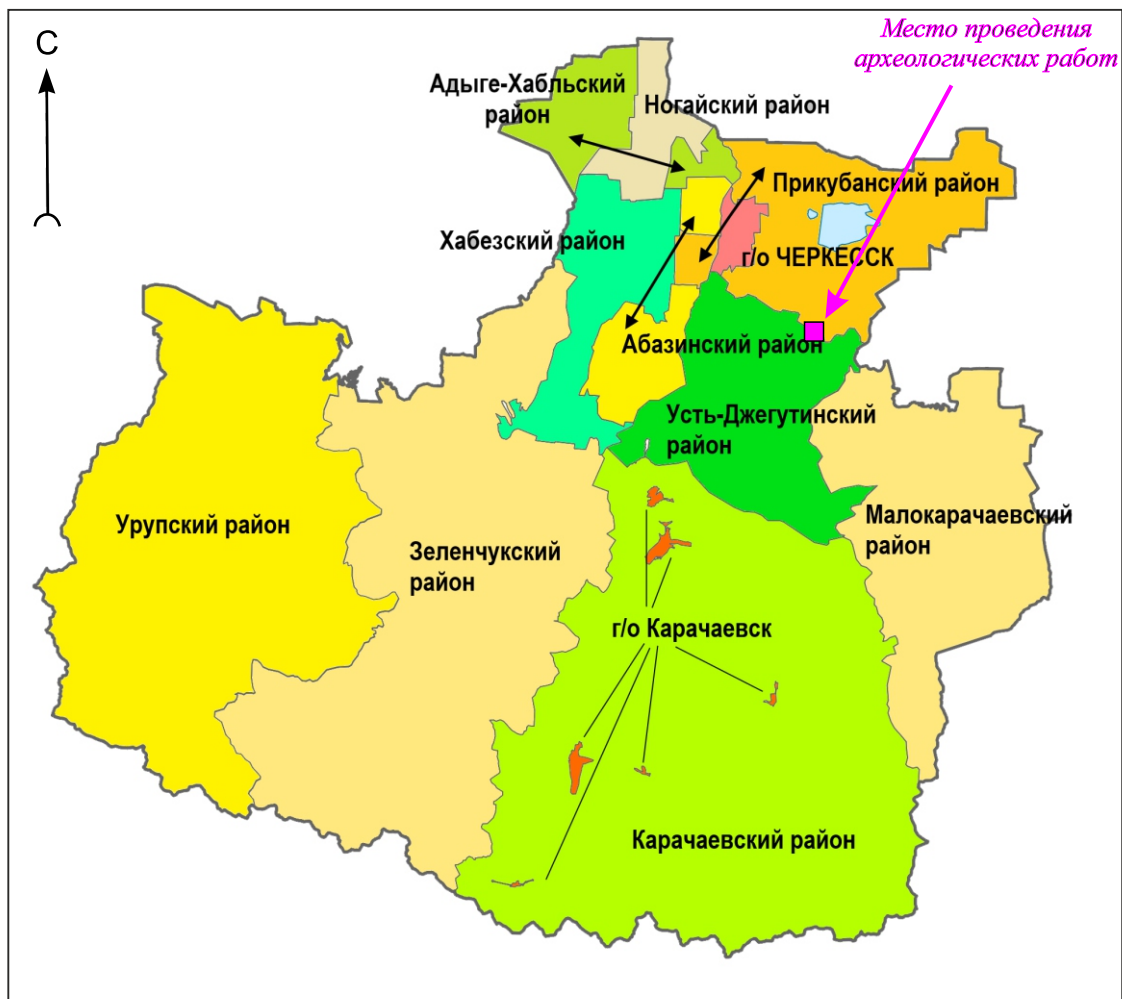 С
Место проведения
археологических работ
Адыге-Хабльский
район
Ногайский район
Прикубанский район
Хабезский район
г/о ЧЕРКЕССК
Абазинский район
Усть-Джегутинский
район
Урупский район
Зеленчукский
район
Малокарачаевский
район
г/о Карачаевск
Карачаевский район